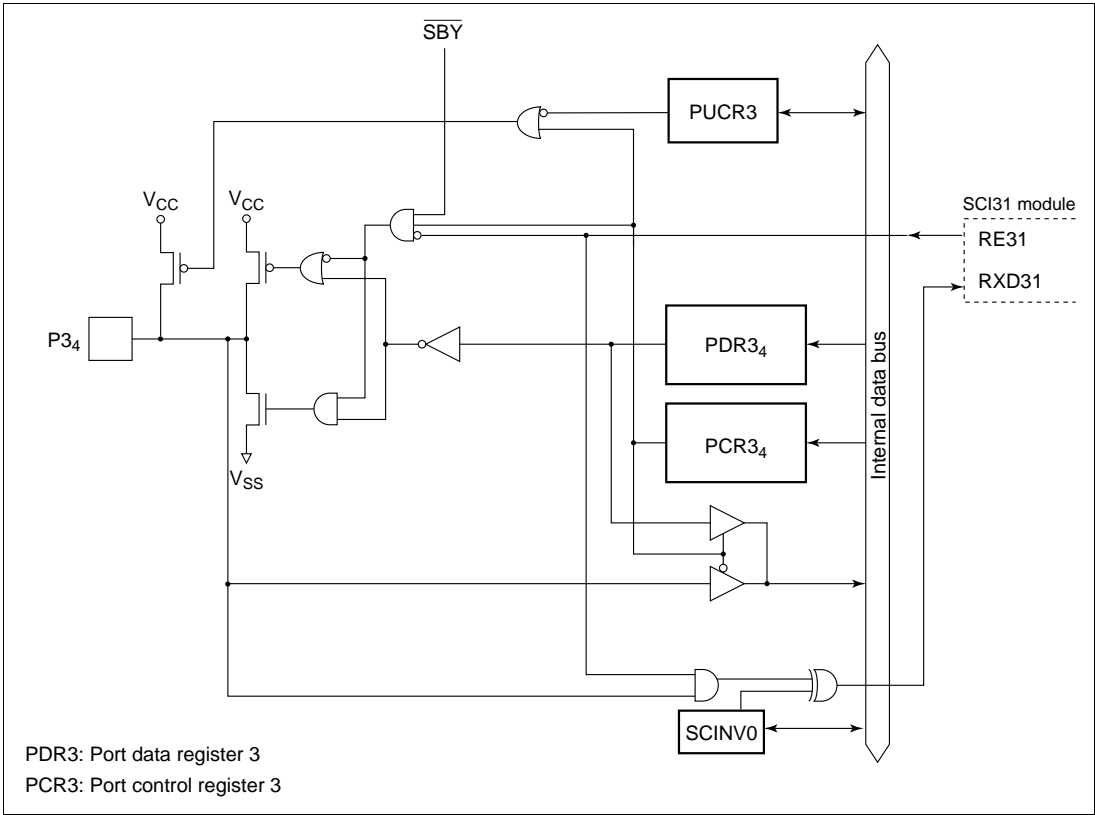 SBY
PUCR3
VCC
VCC
SCI31 module
RE31
RXD31
P34
PDR34
PCR34
Internal data bus
VSS
SCINV0
PDR3: Port data register 3
PCR3: Port control register 3